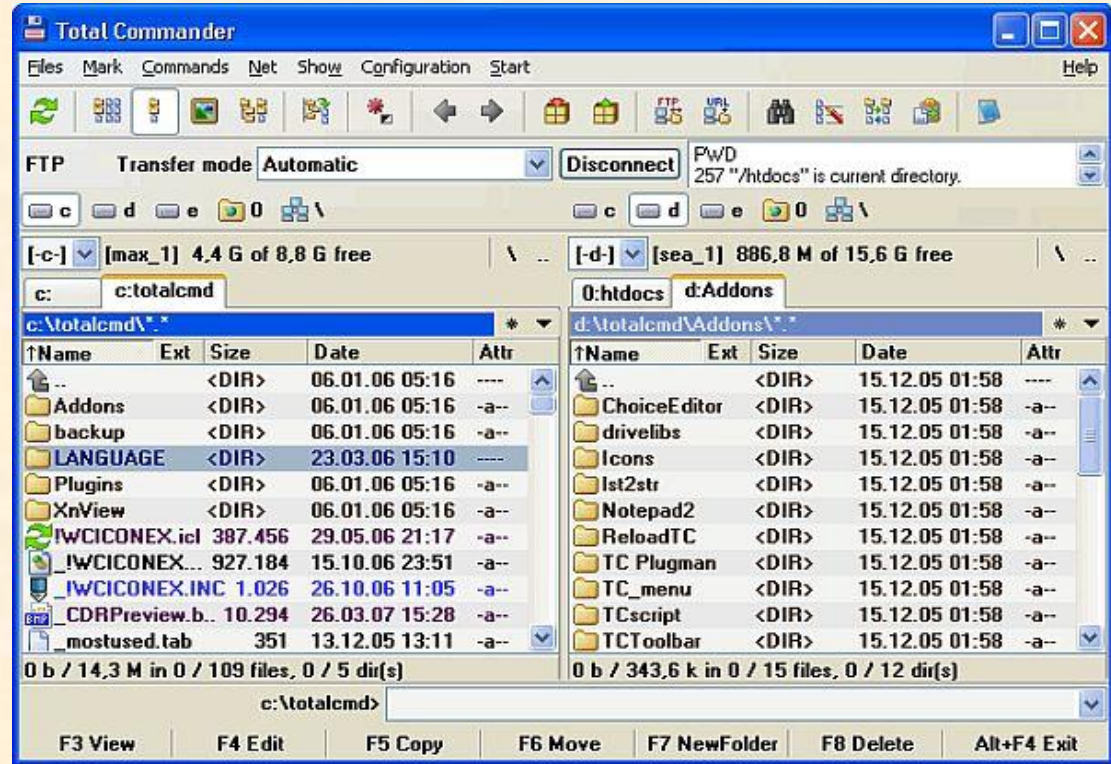 Total Commander
Files Mark Commands Net Show Configuration Start Help
FTP URL
FTP Transfer mode Automatic Disconnect PWD
257 "/htdocs" is current directory.
c d e 0 \ c d e 0 \
[-c-] [max_1] 4,4 G of 8,8 G free \ .. [-d-] [sea_1] 886,8 M of 15,6 G free \ ..
c: c:totalcmd 0:htdocs d:Addons
c:\totalcmd\*.* * d:\totalcmd\Addons\*.* *
↑Name Ext Size Date Attr ↑Name Ext Size Date Attr
.. <DIR> 06.01.06 05:16 ---- .. <DIR> 15.12.05 01:58 ----
Addons <DIR> 06.01.06 05:16 -a-- ChoiceEditor <DIR> 15.12.05 01:58 -a--
backup <DIR> 06.01.06 05:16 -a-- drivelibs <DIR> 15.12.05 01:58 -a--
LANGUAGE <DIR> 23.03.06 15:10 ---- Icons <DIR> 15.12.05 01:58 -a--
Plugins <DIR> 06.01.06 05:16 -a-- lst2str <DIR> 15.12.05 01:58 -a--
XnView <DIR> 06.01.06 05:16 -a-- Notepad2 <DIR> 15.12.05 01:58 -a--
!WCICONEX.icl 387.456 29.05.06 21:17 -a-- ReloadTC <DIR> 15.12.05 01:58 -a--
_!WCICONEX... 927.184 15.10.06 23:51 -a-- TC Plugman <DIR> 15.12.05 01:58 -a--
_!WCICONEX.INC 1.026 26.10.06 11:05 -a-- TC_menu <DIR> 15.12.05 01:58 -a--
_CDRPreview.b.. 10.294 26.03.07 15:28 -a-- TCscript <DIR> 15.12.05 01:58 -a--
_mostused.tab 351 13.12.05 13:11 -a-- TCToolbar <DIR> 15.12.05 01:58 -a--
0 b / 14,3 M in 0 / 109 files, 0 / 5 dir(s) 0 b / 343,6 k in 0 / 15 files, 0 / 12 dir(s)
c:\totalcmd>
F3 View F4 Edit F5 Copy F6 Move F7 NewFolder F8 Delete Alt+F4 Exit